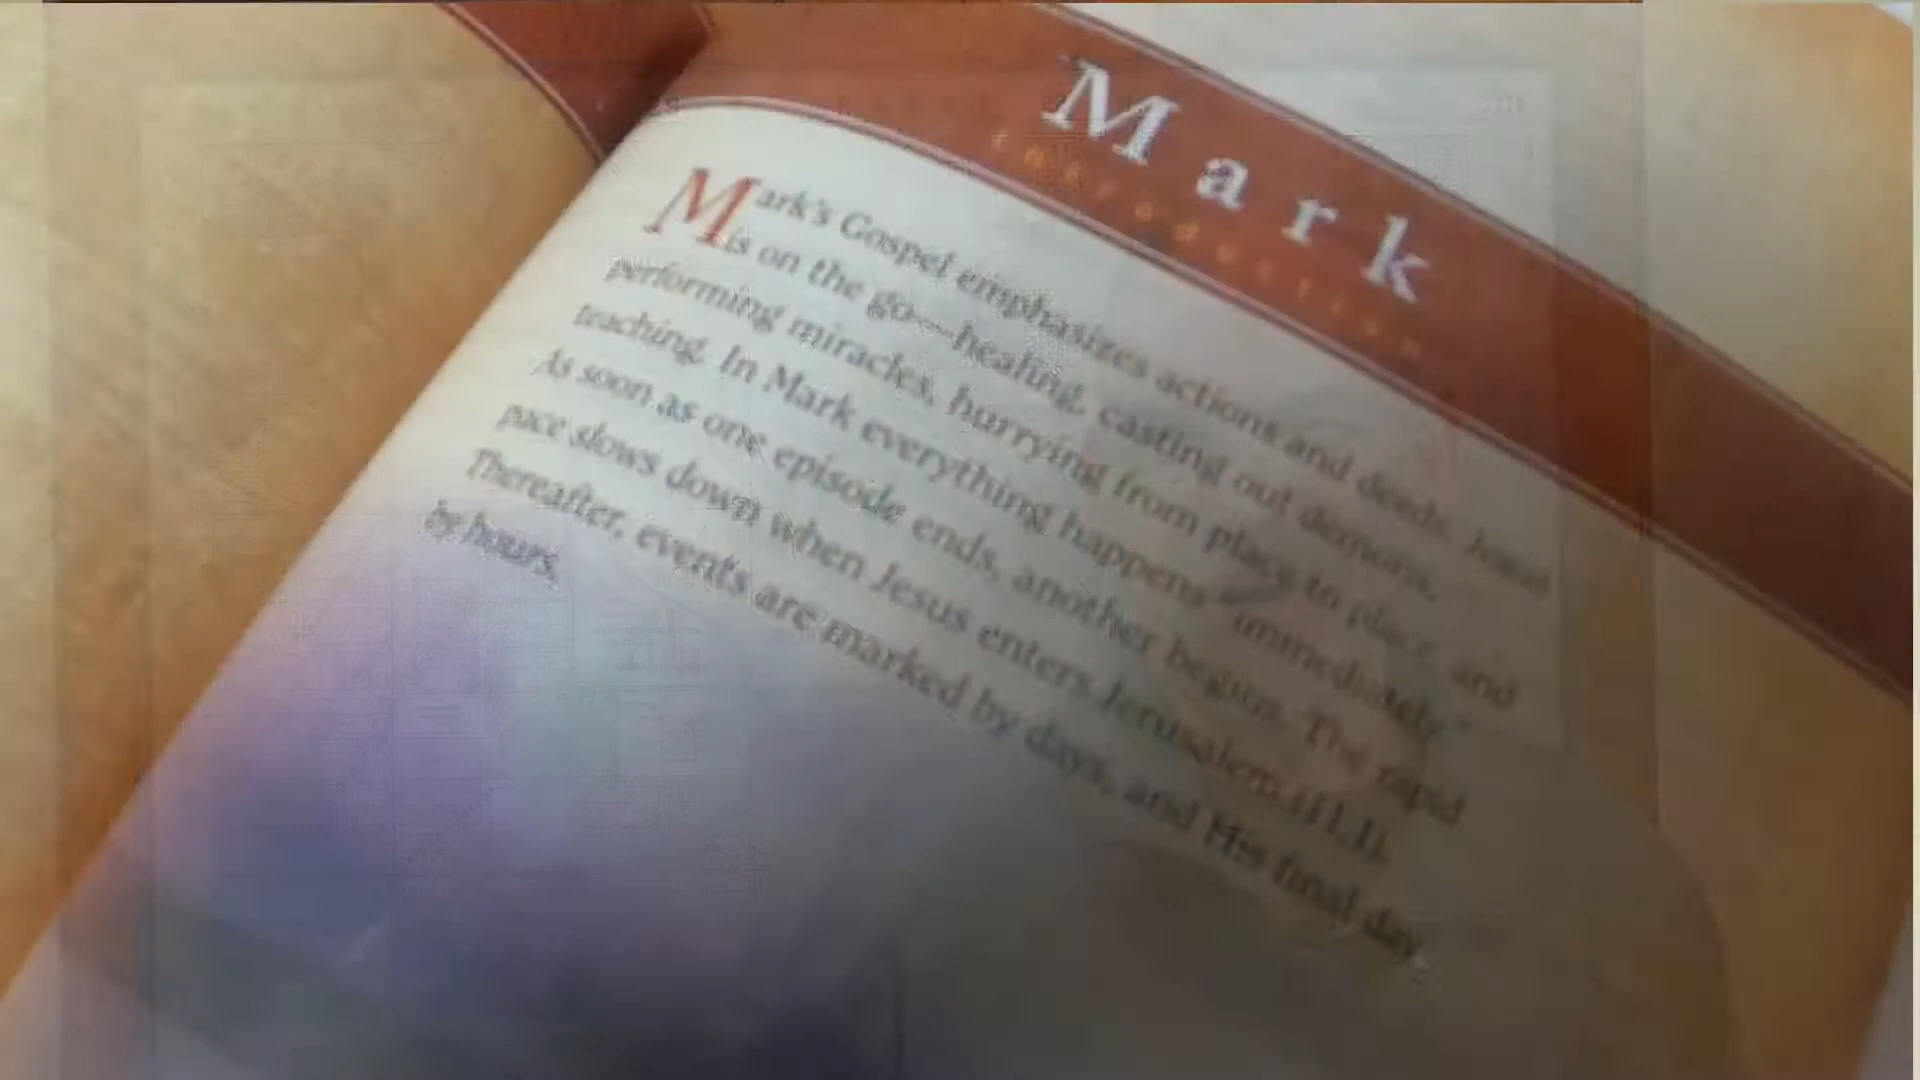 Mark
introduction
Mark's Gospel emphasizes actions and deeds. Jesus
is on the go—healing, casting out demons,
performing miracles, hurrying from place to place, and
teaching. In Mark everything happens "immediately."
As soon as one episode ends, another begins. The rapid
pace slows down when Jesus enters Jerusalem (11.1).
Thereafter, events are marked by days, and His final day
by hours.